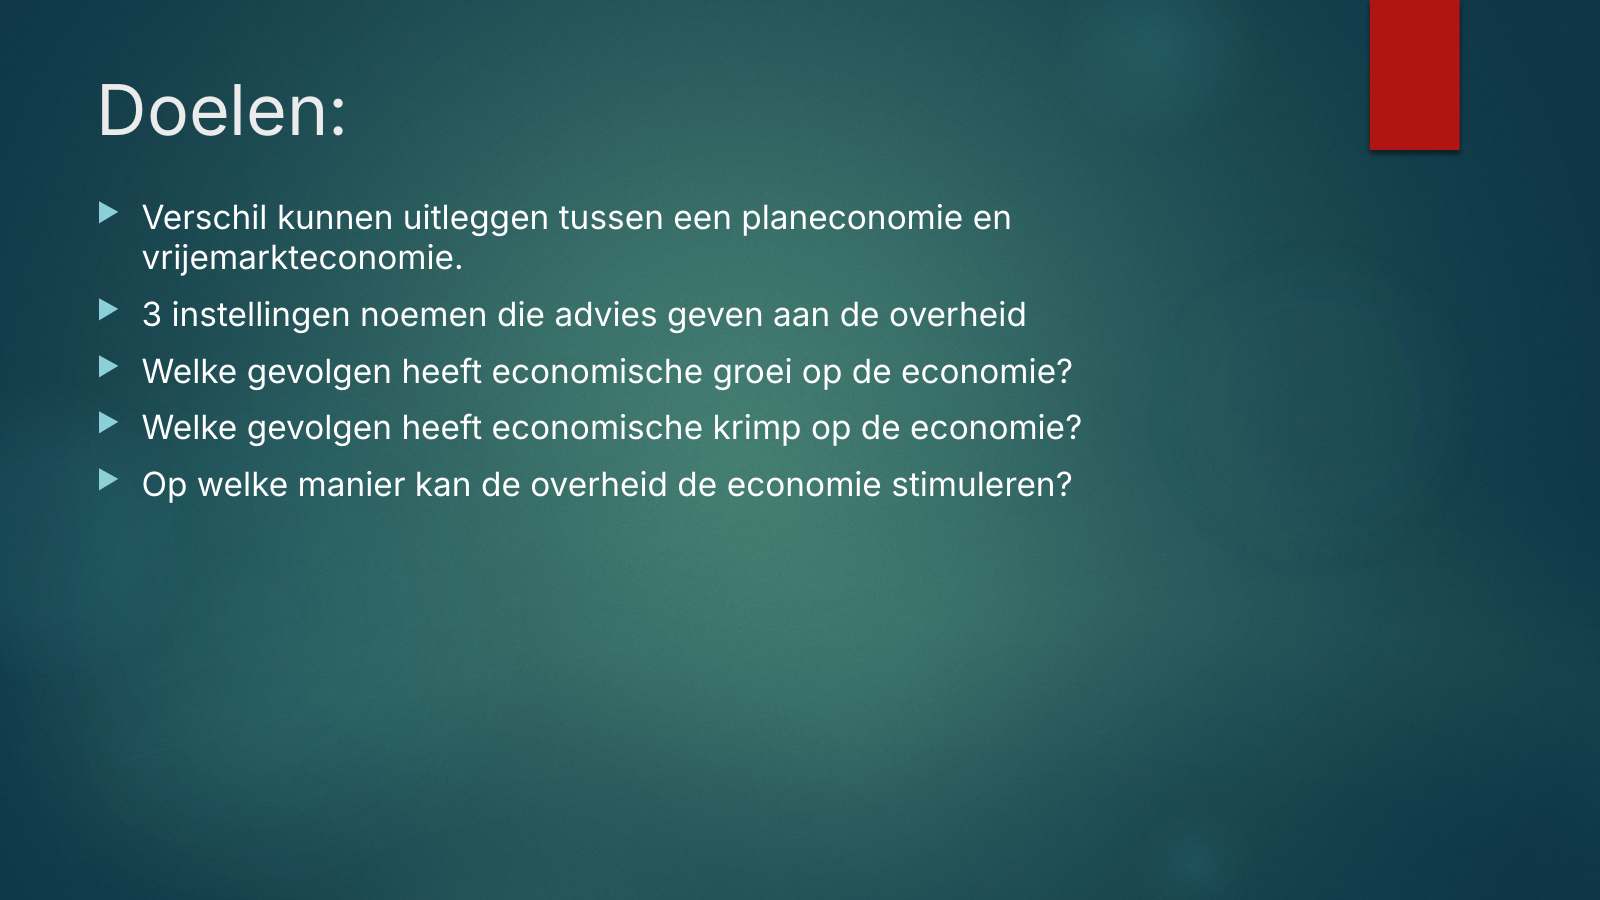 Doelen:
Verschil kunnen uitleggen tussen een planeconomie en
vrijemarkteconomie.
3 instellingen noemen die advies geven aan de overheid
Welke gevolgen heeft economische groei op de economie?
Welke gevolgen heeft economische krimp op de economie?
Op welke manier kan de overheid de economie stimuleren?